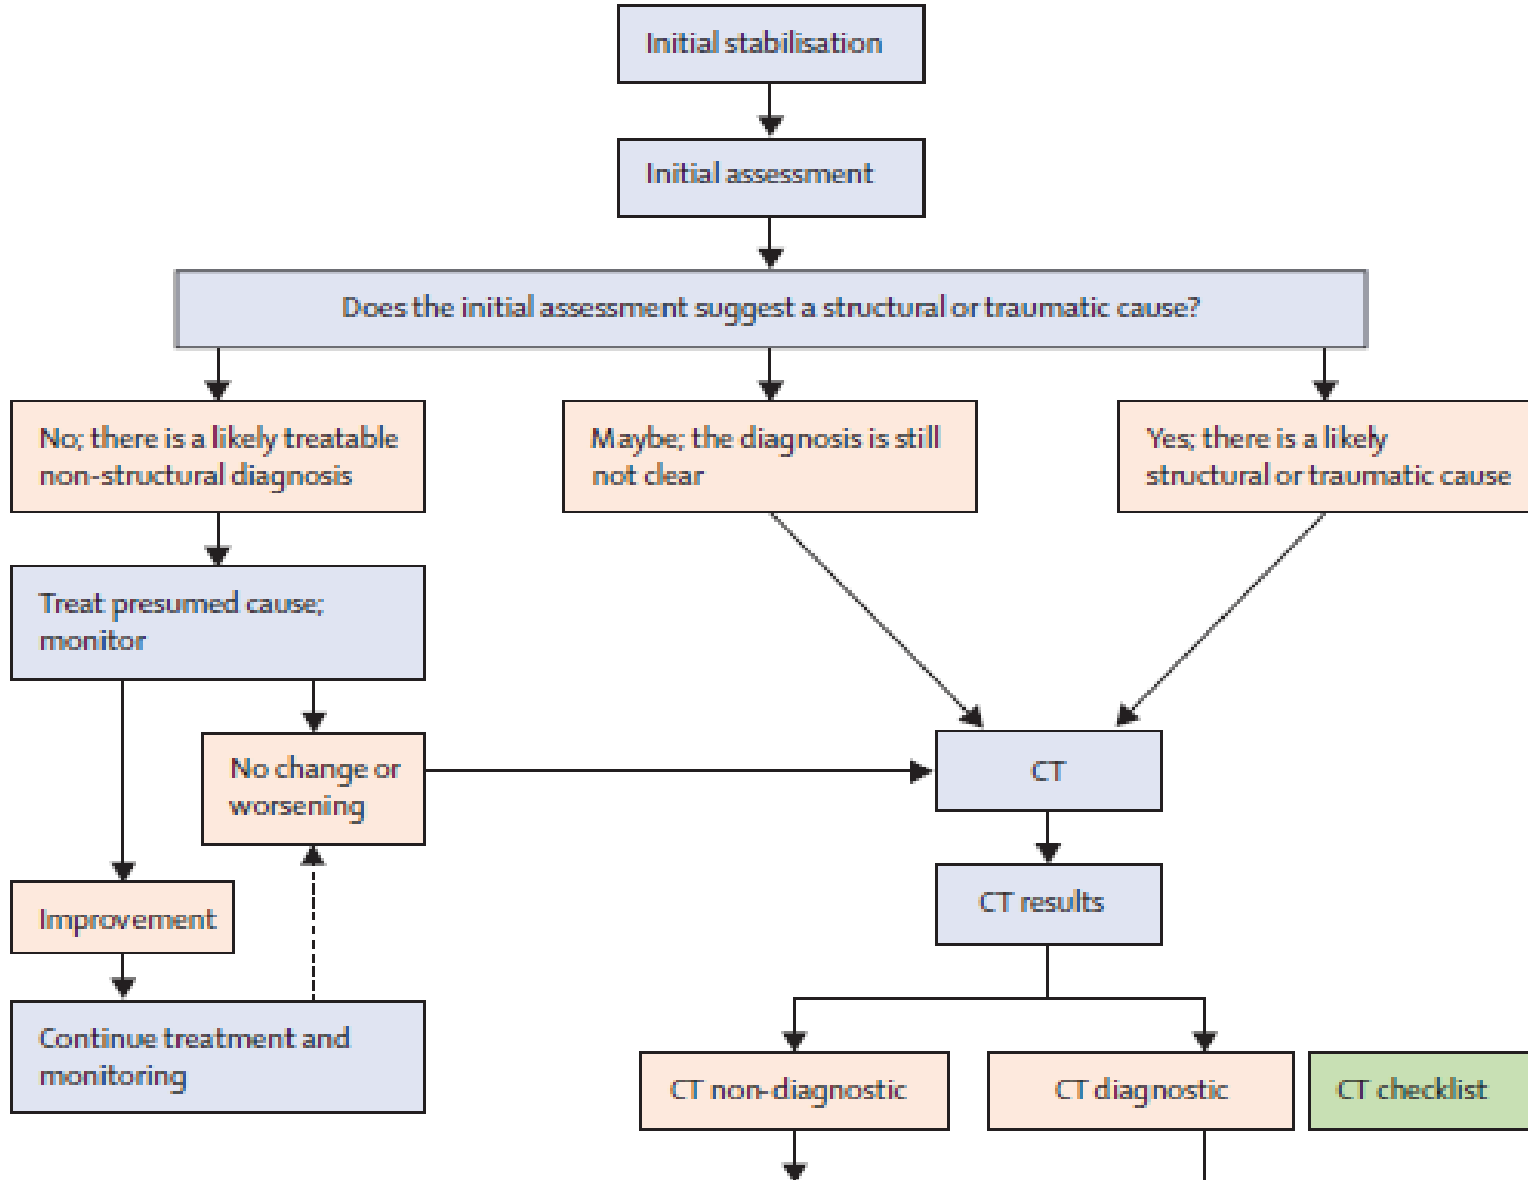 Initial stabilisation
Initial assessment
Does the initial assessment suggest a structural or traumatic cause?
No; there is a likely treatable
non-structural diagnosis
Maybe; the diagnosis is still
not clear
Yes; there is a likely
structural or traumatic cause
Treat presumed cause;
monitor
No change or
worsening
CT
CT results
Improvement
Continue treatment and
monitoring
CT non-diagnostic
CT diagnostic
CT checklist